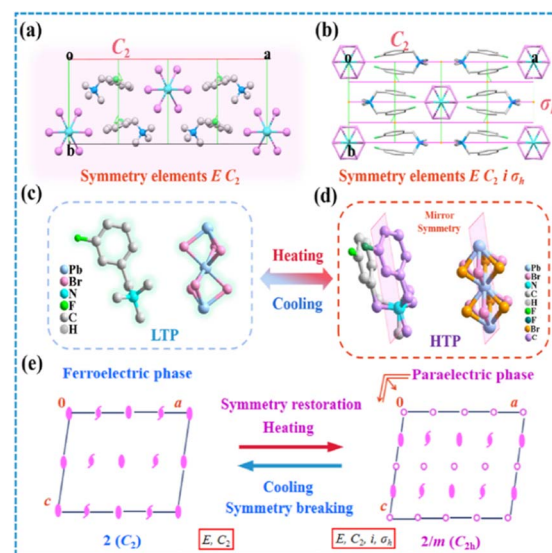 (a)
C2
o
a
b
Symmetry elements E C2
(b)
C2
o
a
σh
b
Symmetry elements E C2 i σh
(c)
Pb
Br
N
F
C
H
LTP
Heating
Cooling
(d)
Mirror
Symmetry
Pb
Br
N
C
H
F
F
Br
C
HTP
(e)
Ferroelectric phase
0
a
c
2 (C2)
E, C2
Symmetry restoration
Heating
Cooling
Symmetry breaking
Paraelectric phase
0
a
c
E, C2, i, σh
2/m (C2h)